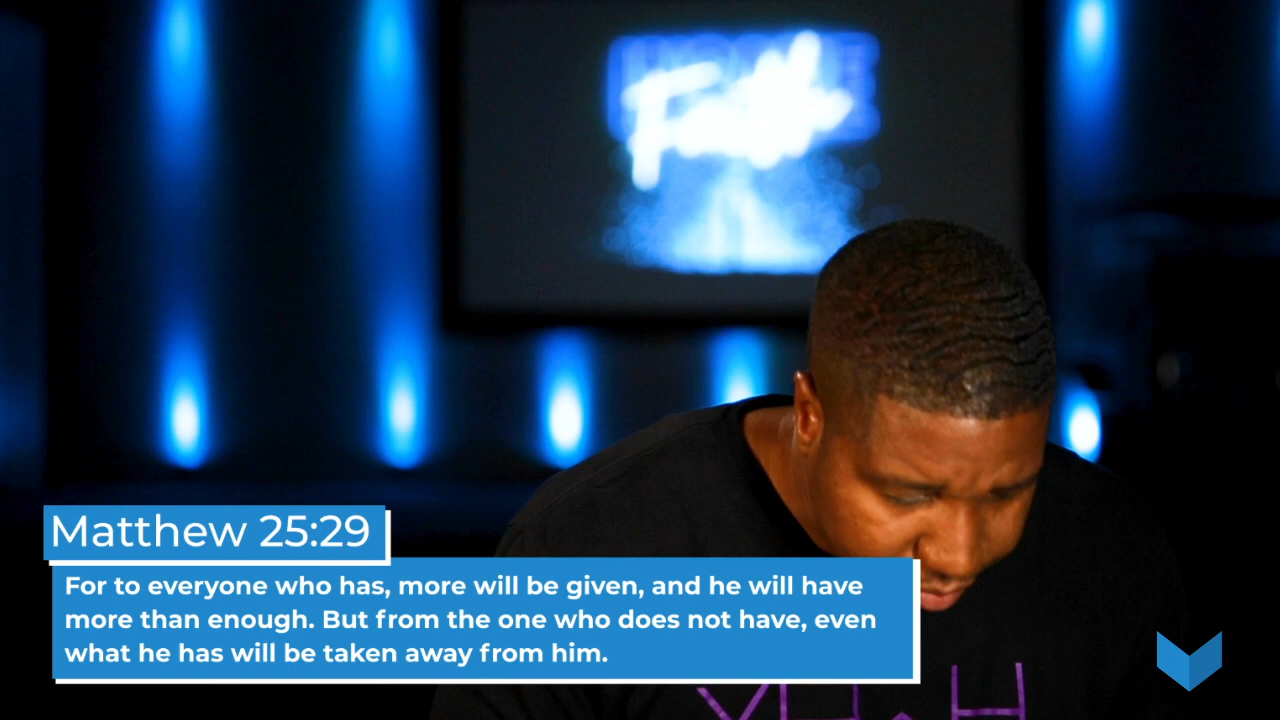 Faith
Matthew 25:29
For to everyone who has, more will be given, and he will have
more than enough. But from the one who does not have, even
what he has will be taken away from him.